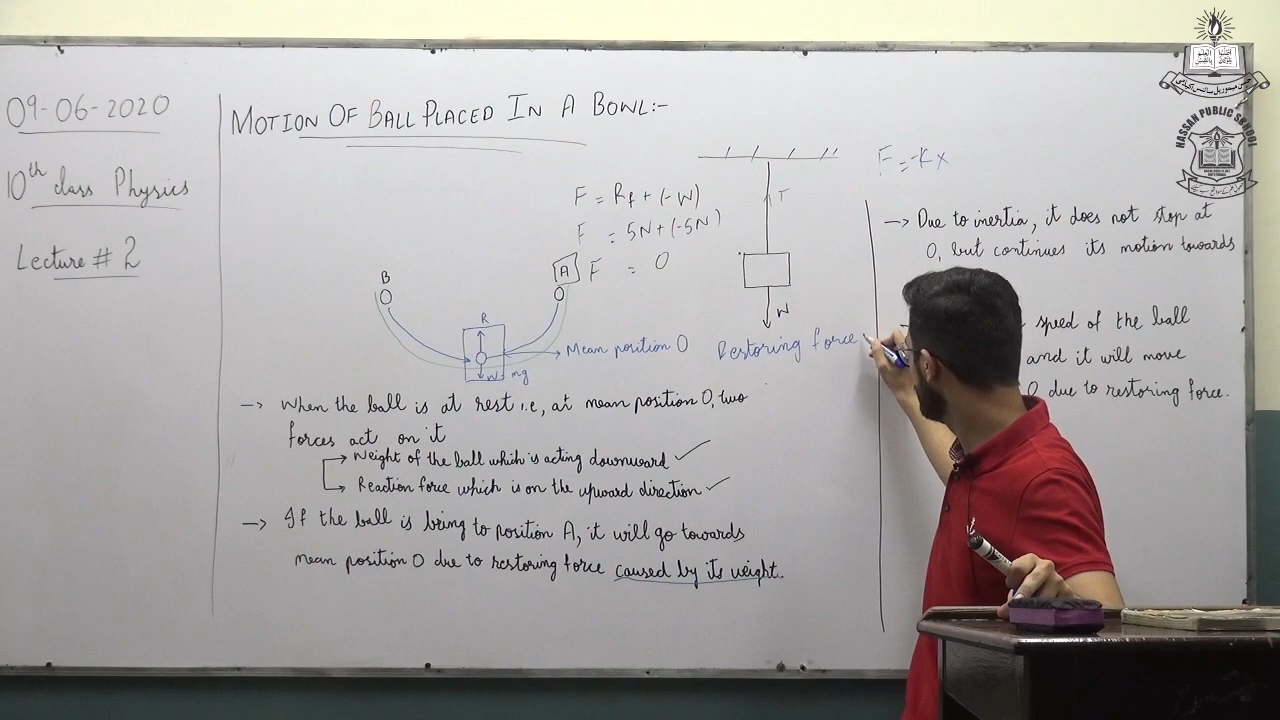 09-06-2020
10th class Physics
Lecture # 2
MOTION OF BALL PLACED IN A BOWL:-
F = Rf + (-W)
F = 5N + (-5N)
F = 0
B
A
R
W = mg
→ Mean position O
T
W
Restoring force
F = -Kx
→ When the ball is at rest i.e, at mean position O, two
forces act on it
→ Weight of the ball which is acting downward ✓
→ Reaction force which is on the upward direction ✓
→ If the ball is bring to position A, it will go towards
mean position O due to restoring force caused by its weight.
→ Due to inertia, it does not stop at
O, but continues its motion towards
speed of the ball
and it will move
O due to restoring force.
HASSAN PUBLIC SCHOOL